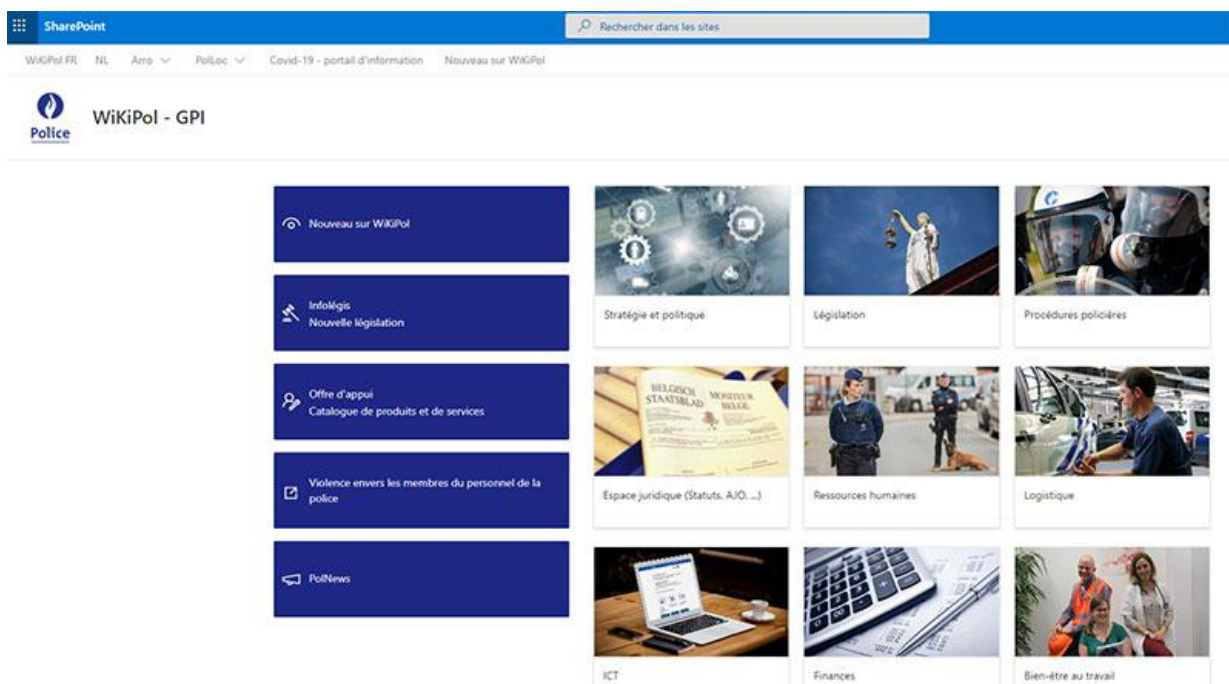 SharePoint
Rechercher dans les sites
WiKiPol FR NL Arro PolLoc Covid-19 - portail d'information Nouveau sur WiKiPol
Police
WiKiPol - GPI
Nouveau sur WiKiPol
Infolégis
Nouvelle législation
Offre d'appui
Catalogue de produits et de services
Violence envers les membres du personnel de la
police
PolNews
Stratégie et politique
Législation
Procédures policières
BELGISCH
STAATSBLAD
MONITEUR
BELGE
Espace juridique (Statuts, AJO, ...)
Ressources humaines
Logistique
ICT
Finances
Bien-être au travail